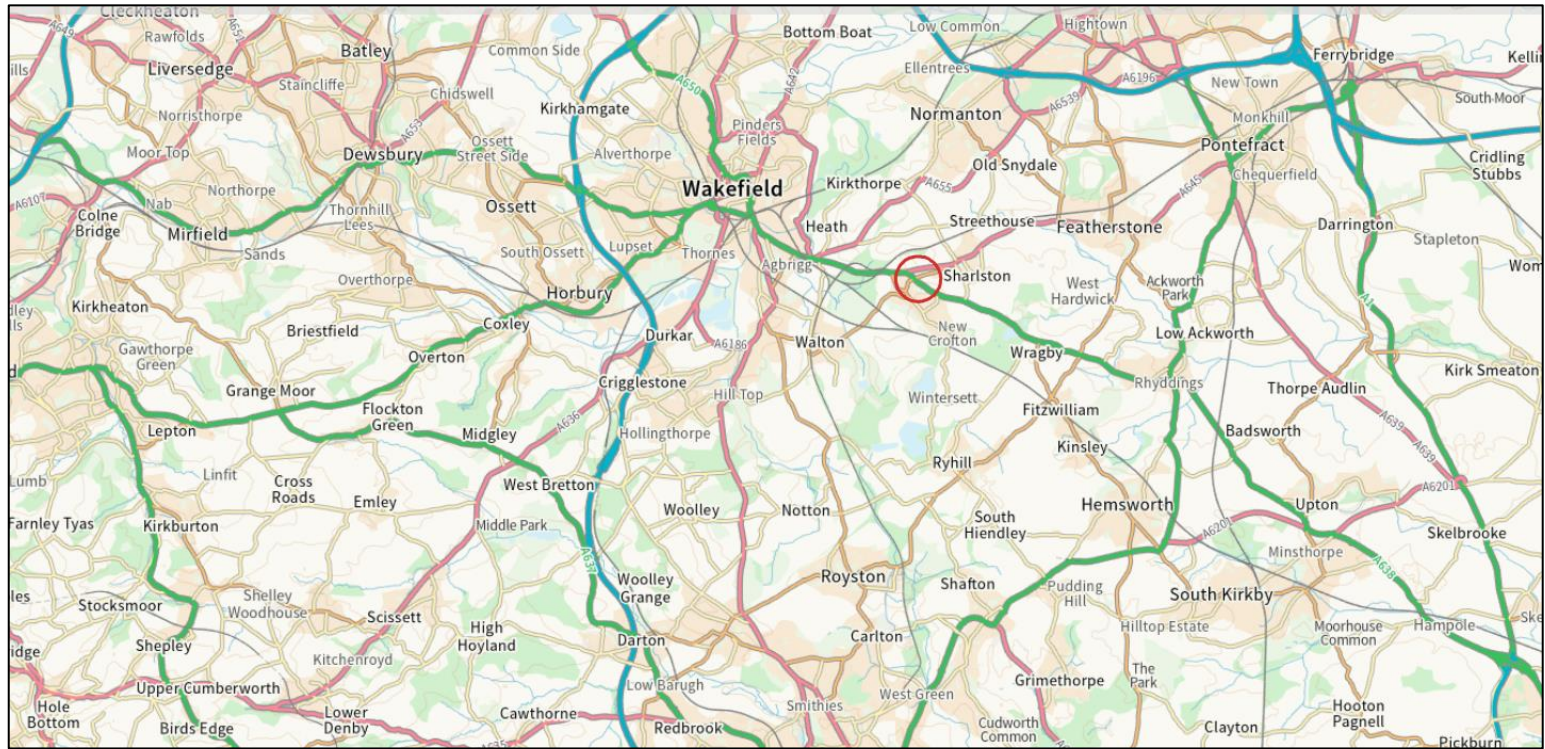 Cleckheaton
A649
Rawfolds
A651
Batley
Common Side
Bottom Boat
Low Common
Hightown
Ferrybridge
Liversedge
Staincliffe
A650
A642
Ellentrees
A6196
New Town
Chidswell
Kirkhamgate
A6539
South Moor
Norristhorpe
A653
Normanton
Monkhill
Pinders
Fields
Moor Top
Dewsbury
Ossett
Street Side
Alverthorpe
Pontefract
Cridling
Stubbs
Old Snydale
Northorpe
Wakefield
Kirkthorpe
A655
A645
Chequerfield
A6107
Nab
Colne
Bridge
Thornhill
Lees
Ossett
Heath
Streethouse
Featherstone
Darrington
Mirfield
South Ossett
Lupset
Thornes
Stapleton
Sands
Agbrigg
Overthorpe
Sharlston
West
Hardwick
Ackworth
Park
Kirkheaton
Horbury
A1
Briestfield
Coxley
Durkar
A6186
Walton
New
Crofton
Low Ackworth
Gawthorpe
Green
Overton
Wragby
Kirk Smeaton
Grange Moor
Crigglestone
Hill Top
Rhyddings
Thorpe Audlin
Flockton
Green
A636
Wintersett
Fitzwilliam
A639
Lepton
Midgley
Hollingthorpe
Badsworth
Kinsley
A639
Linfit
Ryhill
Lumb
Cross
Roads
West Bretton
A6201
Emley
Woolley
Notton
Hemsworth
Upton
Farnley Tyas
Kirkburton
Middle Park
South
Hiendley
A6201
Skelbrooke
Minsthorpe
A637
A638
Woolley
Grange
Royston
Shafton
Pudding
Hill
South Kirkby
Stocksmoor
Shelley
Woodhouse
Scissett
High
Hoyland
Hilltop Estate
Moorhouse
Common
Hampole
Shepley
Darton
Carlton
Kitchenroyd
The
Park
Upper Cumberworth
Low Barugh
West Green
Grimethorpe
Hole
Bottom
Lower
Denby
Cawthorne
Smithies
Hooton
Pagnell
Birds Edge
Redbrook
Cudworth
Common
Clayton
A635
Pickburn